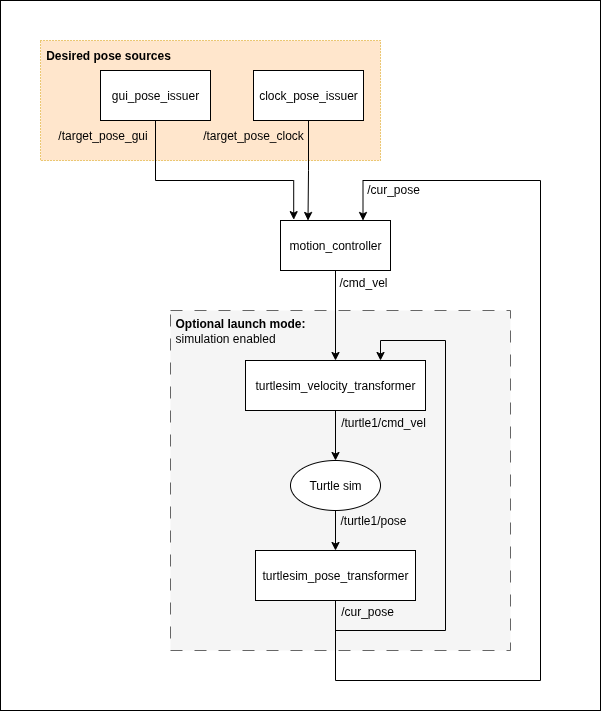 Desired pose sources
gui_pose_issuer
clock_pose_issuer
/target_pose_gui
/target_pose_clock
/cur_pose
motion_controller
/cmd_vel
Optional launch mode:
simulation enabled
turtlesim_velocity_transformer
/turtle1/cmd_vel
Turtle sim
/turtle1/pose
turtlesim_pose_transformer
/cur_pose